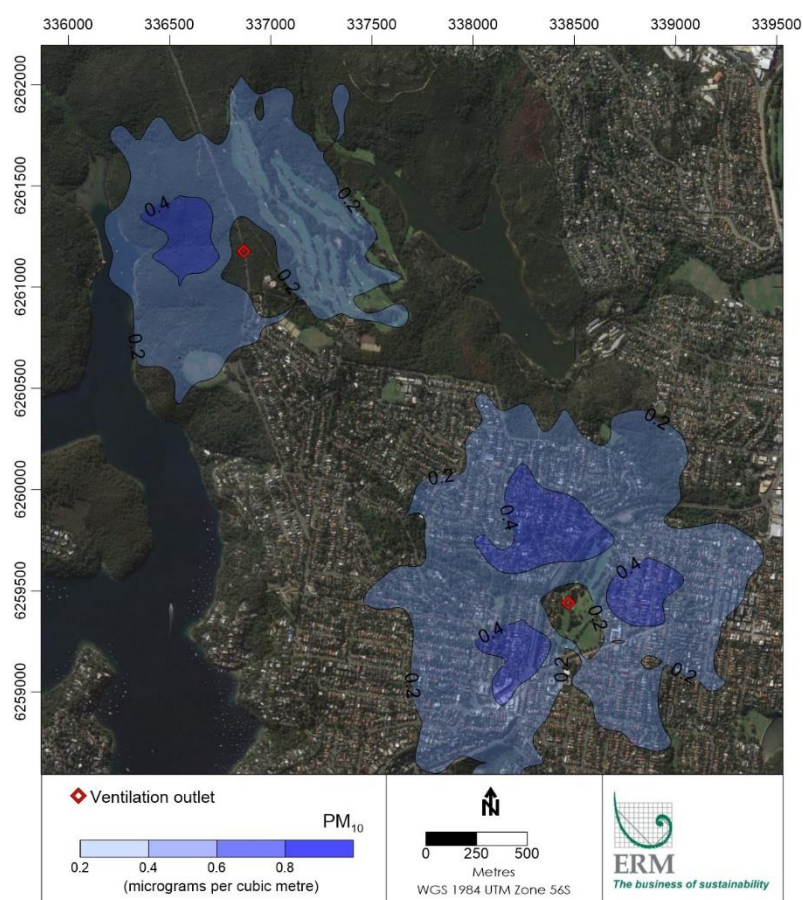 336000 336500 337000 337500 338000 338500 339000 339500
6262000
6261500
6261000
6260500
6260000
6259500
6259000
0.4
0.2
0.2
0.2
0.2
0.2
0.4
0.4
0.2
0.4
0.2
0.2
0.2
Ventilation outlet
PM10
0.2 0.4 0.6 0.8
(micrograms per cubic metre)
N
0 250 500
Metres
WGS 1984 UTM Zone 56S
ERM
The business of sustainability